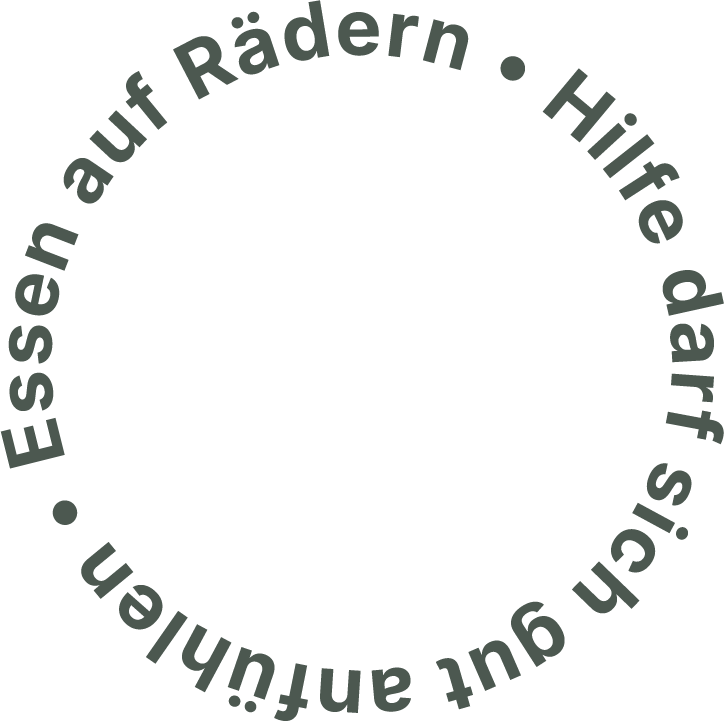 Essen auf Rädern • Hilfe darf sich gut anfühlen •